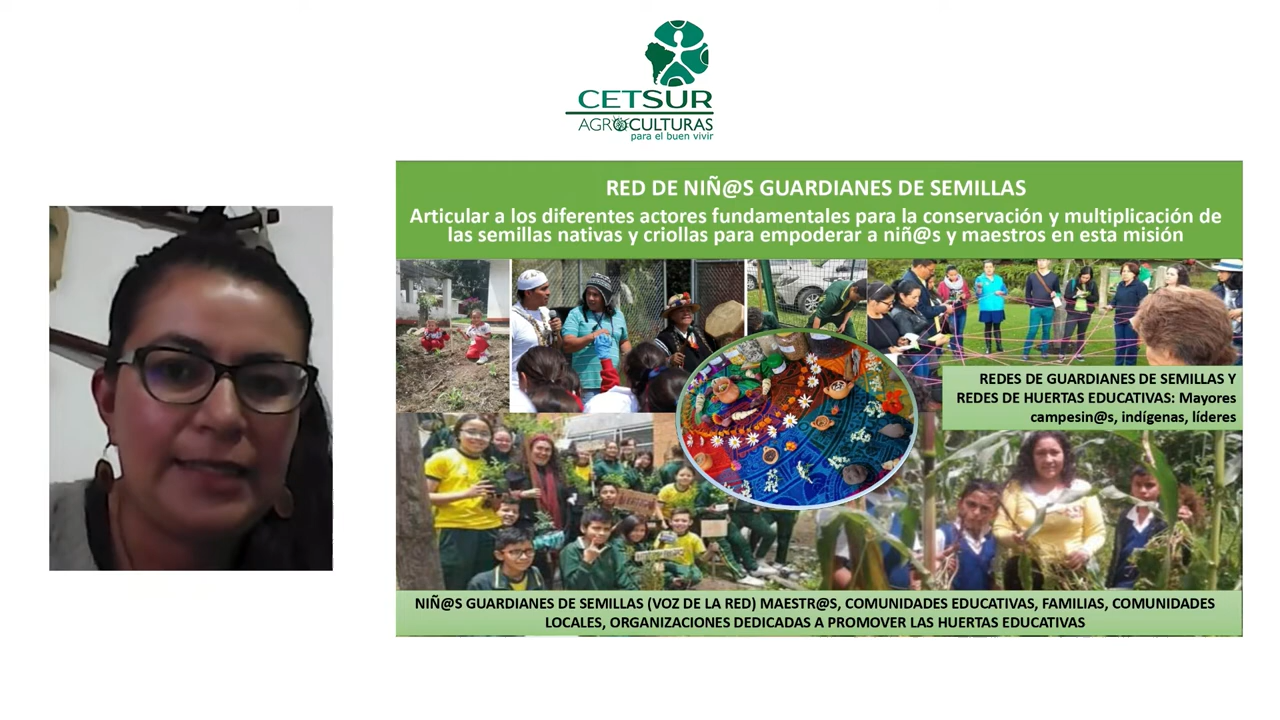 CETSUR
AGROCULTURAS
para el buen vivir
RED DE NIÑ@S GUARDIANES DE SEMILLAS
Articular a los diferentes actores fundamentales para la conservación y multiplicación de
las semillas nativas y criollas para empoderar a niñ@s y maestros en esta misión
REDES DE GUARDIANES DE SEMILLAS Y
REDES DE HUERTAS EDUCATIVAS: Mayores
campesin@s, indígenas, líderes
NIÑ@S GUARDIANES DE SEMILLAS (VOZ DE LA RED) MAESTR@S, COMUNIDADES EDUCATIVAS, FAMILIAS, COMUNIDADES
LOCALES, ORGANIZACIONES DEDICADAS A PROMOVER LAS HUERTAS EDUCATIVAS